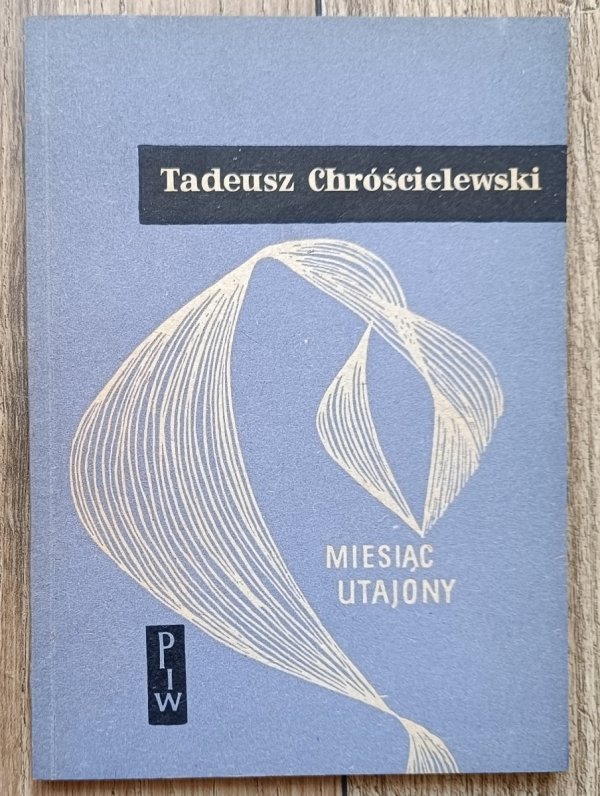 Tadeusz Chróścielewski
MIESIĄC
UTAJONY
P
I
W